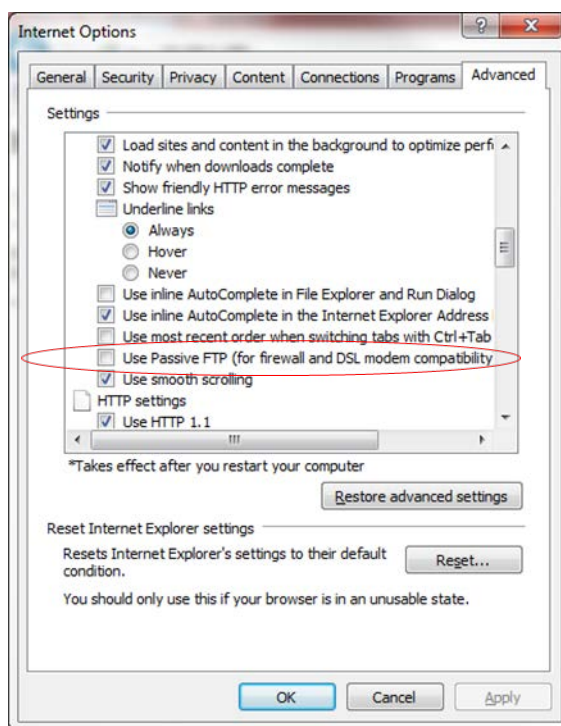 Internet Options
General Security Privacy Content Connections Programs Advanced
Settings
Load sites and content in the background to optimize perf
Notify when downloads complete
Show friendly HTTP error messages
Underline links
Always
Hover
Never
Use inline AutoComplete in File Explorer and Run Dialog
Use inline AutoComplete in the Internet Explorer Address
Use most recent order when switching tabs with Ctrl+Tab
Use Passive FTP (for firewall and DSL modem compatibility
Use smooth scrolling
HTTP settings
Use HTTP 1.1
*Takes effect after you restart your computer
Restore advanced settings
Reset Internet Explorer settings
Resets Internet Explorer's settings to their default
condition.
Reset...
You should only use this if your browser is in an unusable state.
OK Cancel Apply